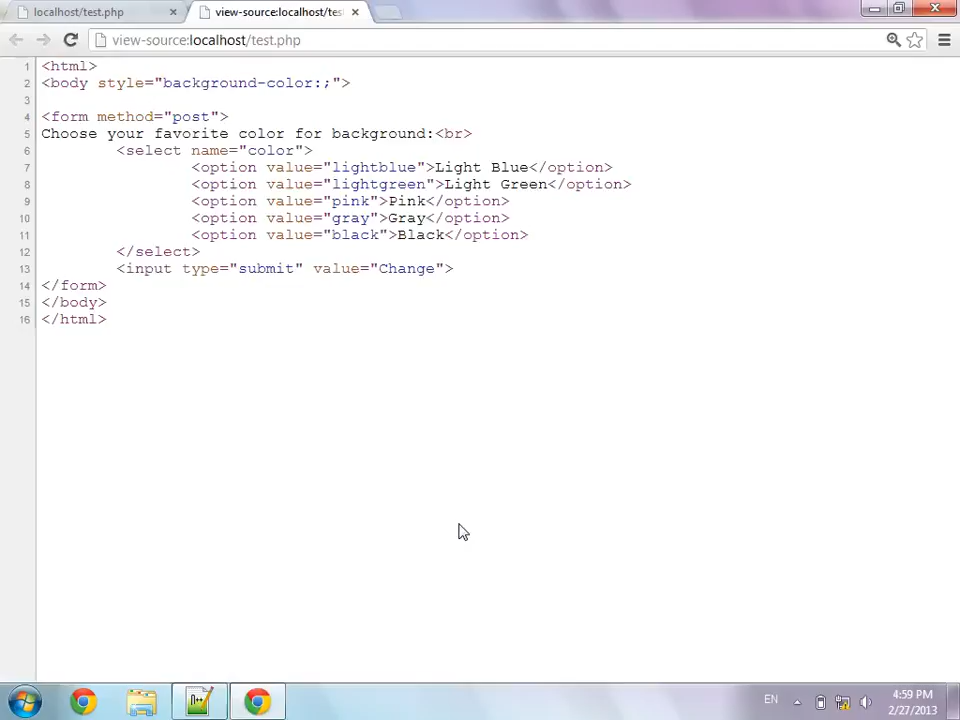 localhost/test.php
view-source:localhost/tes
view-source:localhost/test.php
1 <html>
2 <body style="background-color:;">
3
4 <form method="post">
5 Choose your favorite color for background:<br>
6 <select name="color">
7 <option value="lightblue">Light Blue</option>
8 <option value="lightgreen">Light Green</option>
9 <option value="pink">Pink</option>
10 <option value="gray">Gray</option>
11 <option value="black">Black</option>
12 </select>
13 <input type="submit" value="Change">
14 </form>
15 </body>
16 </html>
EN
4:59 PM
2/27/2013